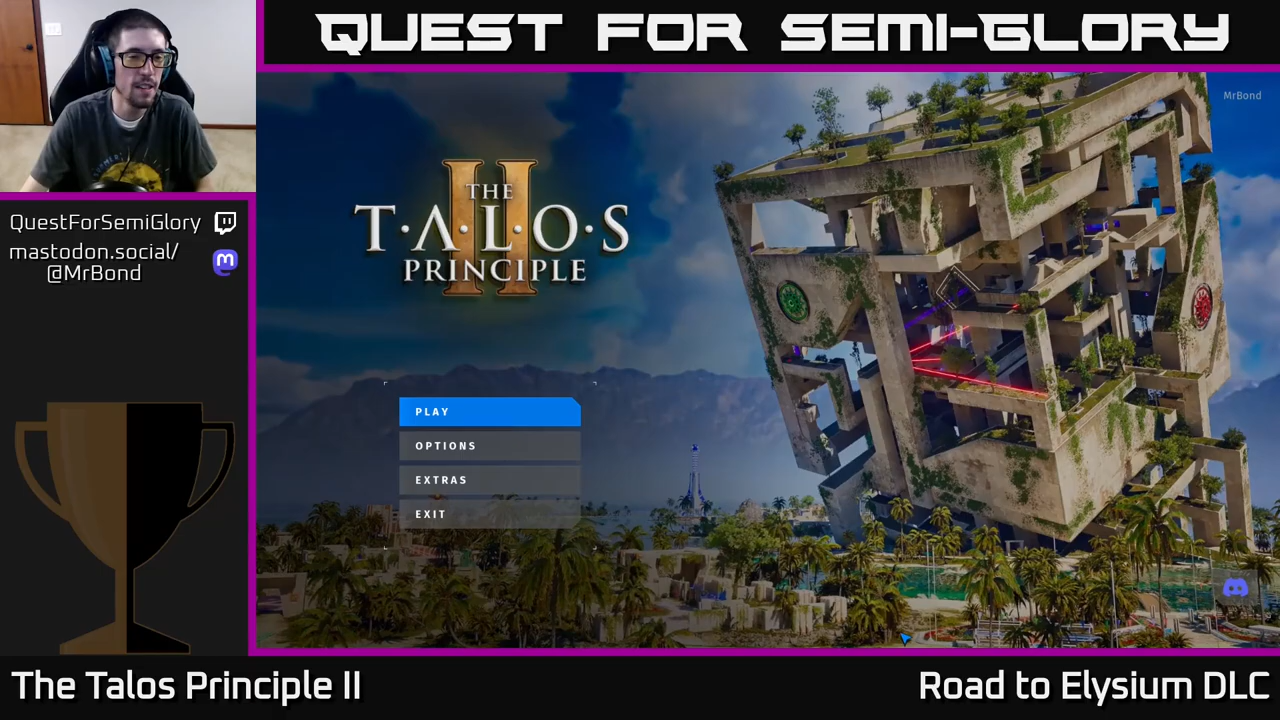 QUEST FOR SEMI-GLORY
QuestForSemiGlory
mastodon.social/
@MrBond
MrBond
II
THE
T·A·L·O·S
PRINCIPLE
PLAY
OPTIONS
EXTRAS
EXIT
The Talos Principle II
Road to Elysium DLC